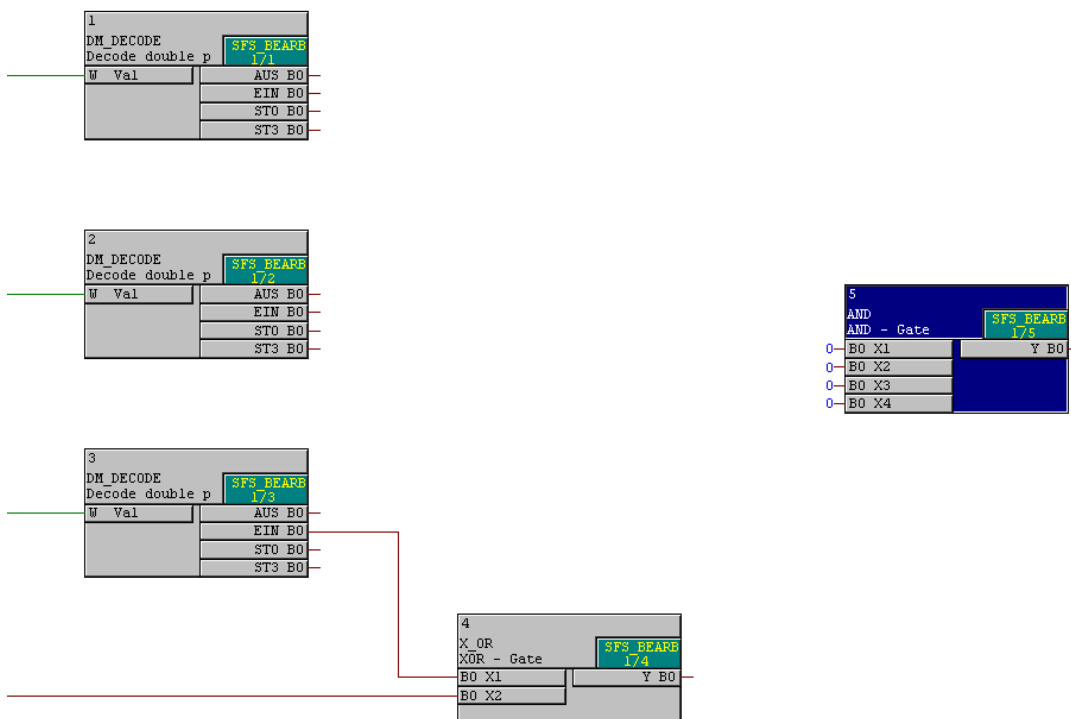 1
DM_DECODE
Decode double p
SFS_BEARB
1/1
W Val
AUS BO
EIN BO
ST0 BO
ST3 BO
2
DM_DECODE
Decode double p
SFS_BEARB
1/2
W Val
AUS BO
EIN BO
ST0 BO
ST3 BO
5
AND
AND - Gate
SFS_BEARB
1/5
0 BO X1
Y BO
0 BO X2
0 BO X3
0 BO X4
3
DM_DECODE
Decode double p
SFS_BEARB
1/3
W Val
AUS BO
EIN BO
ST0 BO
ST3 BO
4
X_OR
XOR - Gate
SFS_BEARB
1/4
BO X1
Y BO
BO X2